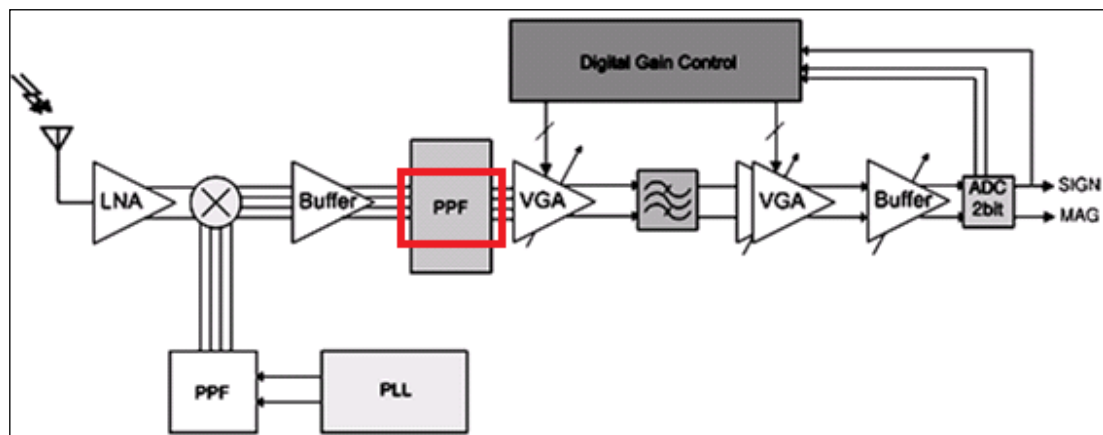 Digital Gain Control
LNA
Buffer
PPF
VGA
VGA
Buffer
ADC
2bit
SIGN
MAG
PPF
PLL